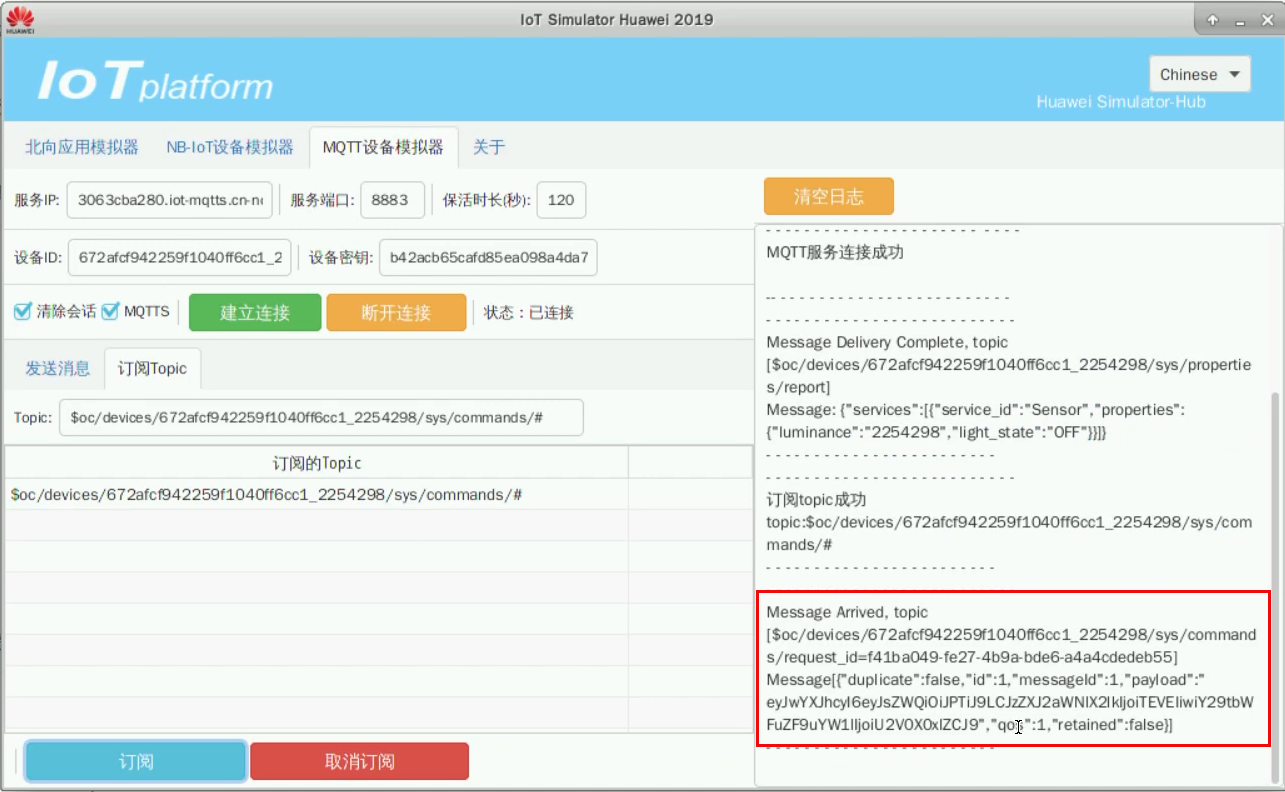 HUAWEI
IoT Simulator Huawei 2019
IoT platform
Chinese
Huawei Simulator-Hub
北向应用模拟器 NB-IoT设备模拟器 MQTT设备模拟器 关于
服务IP: 3063cba280.iot-mqtts.cn-no 服务端口: 8883 保活时长(秒): 120
设备ID: 672afcf942259f1040ff6cc1_2 设备密钥: b42acb65cafd85ea098a4da7
清除会话 MQTTS 建立连接 断开连接 状态：已连接
发送消息 订阅Topic
Topic: $oc/devices/672afcf942259f1040ff6cc1_2254298/sys/commands/#
订阅的Topic
$oc/devices/672afcf942259f1040ff6cc1_2254298/sys/commands/#
订阅 取消订阅
清空日志
- - - - - - - - - - - - - - - - - - - - - - - - - - -
MQTT服务连接成功
-- - - - - - - - - - - - - - - - - - - - - - - -
- - - - - - - - - - - - - - - - - - - - - - - - - -
Message Delivery Complete, topic
[$oc/devices/672afcf942259f1040ff6cc1_2254298/sys/propertie
s/report]
Message: {"services":[{"service_id":"Sensor","properties":
{"luminance":"2254298","light_state":"OFF"}}]}
- - - - - - - - - - - - - - - - - - - - - - - -
- - - - - - - - - - - - - - - - - - - - - - - - - -
订阅topic成功
topic:$oc/devices/672afcf942259f1040ff6cc1_2254298/sys/com
mands/#
- - - - - - - - - - - - - - - - - - - - - - - -
Message Arrived, topic
[$oc/devices/672afcf942259f1040ff6cc1_2254298/sys/command
s/request_id=f41ba049-fe27-4b9a-bde6-a4a4cdedeb55]
Message[{"duplicate":false,"id":1,"messageId":1,"payload":"
eyJwYXJhcyI6eyJsZWQiOiJPTiJ9LCJzZXJ2aWNlX2lkIjoiTEVEIiwiY29tbW
FuZF9uYW1lIjoiU2V0X0xlZCJ9","qos":1,"retained":false}]
- - - - - - - - - - - - - - - - - - - - - - - -